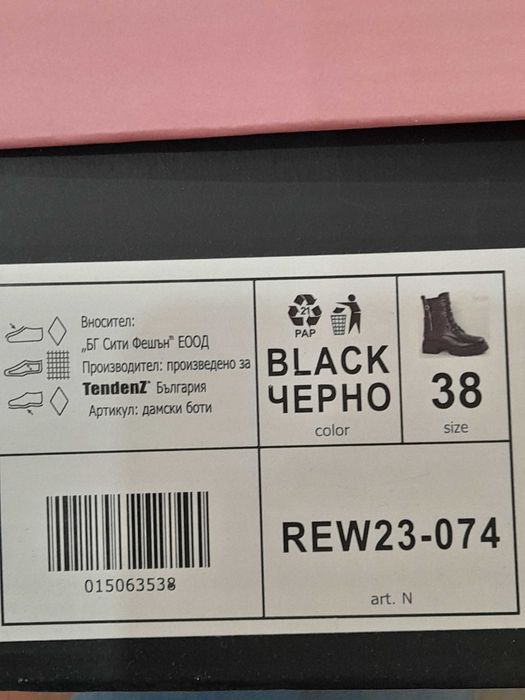 Вносител:
„БГ Сити Фешън" ЕООД
Производител: произведено за
TendenZ® България
Артикул: дамски боти
21
PAP
BLACK
ЧЕРНО
color
38
size
015063538
REW23-074
art. N